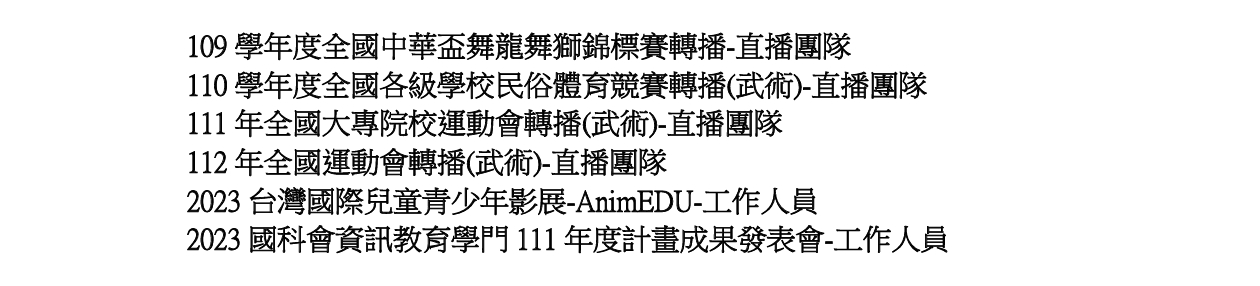 109 學年度全國中華盃舞龍舞獅錦標賽轉播-直播團隊
110 學年度全國各級學校民俗體育競賽轉播(武術)-直播團隊
111 年全國大專院校運動會轉播(武術)-直播團隊
112 年全國運動會轉播(武術)-直播團隊
2023 台灣國際兒童青少年影展-AnimEDU-工作人員
2023 國科會資訊教育學門 111 年度計畫成果發表會-工作人員